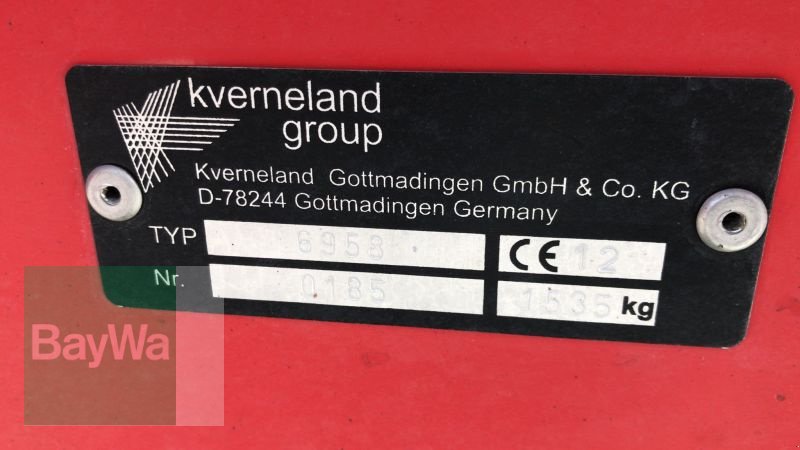 kverneland
group
Kverneland Gottmadingen GmbH & Co. KG
D-78244 Gottmadingen Germany
TYP 6958 CE 12
Nr. 0185 1535 kg
BayWa